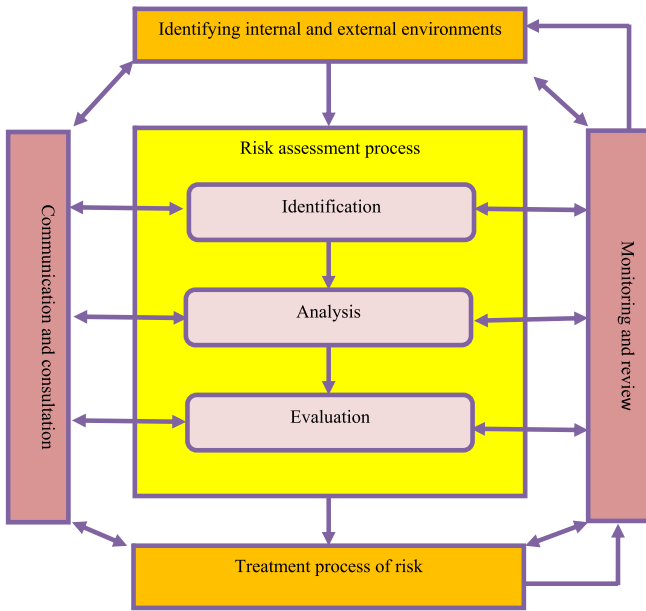 Identifying internal and external environments
Risk assessment process
Identification
Analysis
Evaluation
Communication and consultation
Monitoring and review
Treatment process of risk